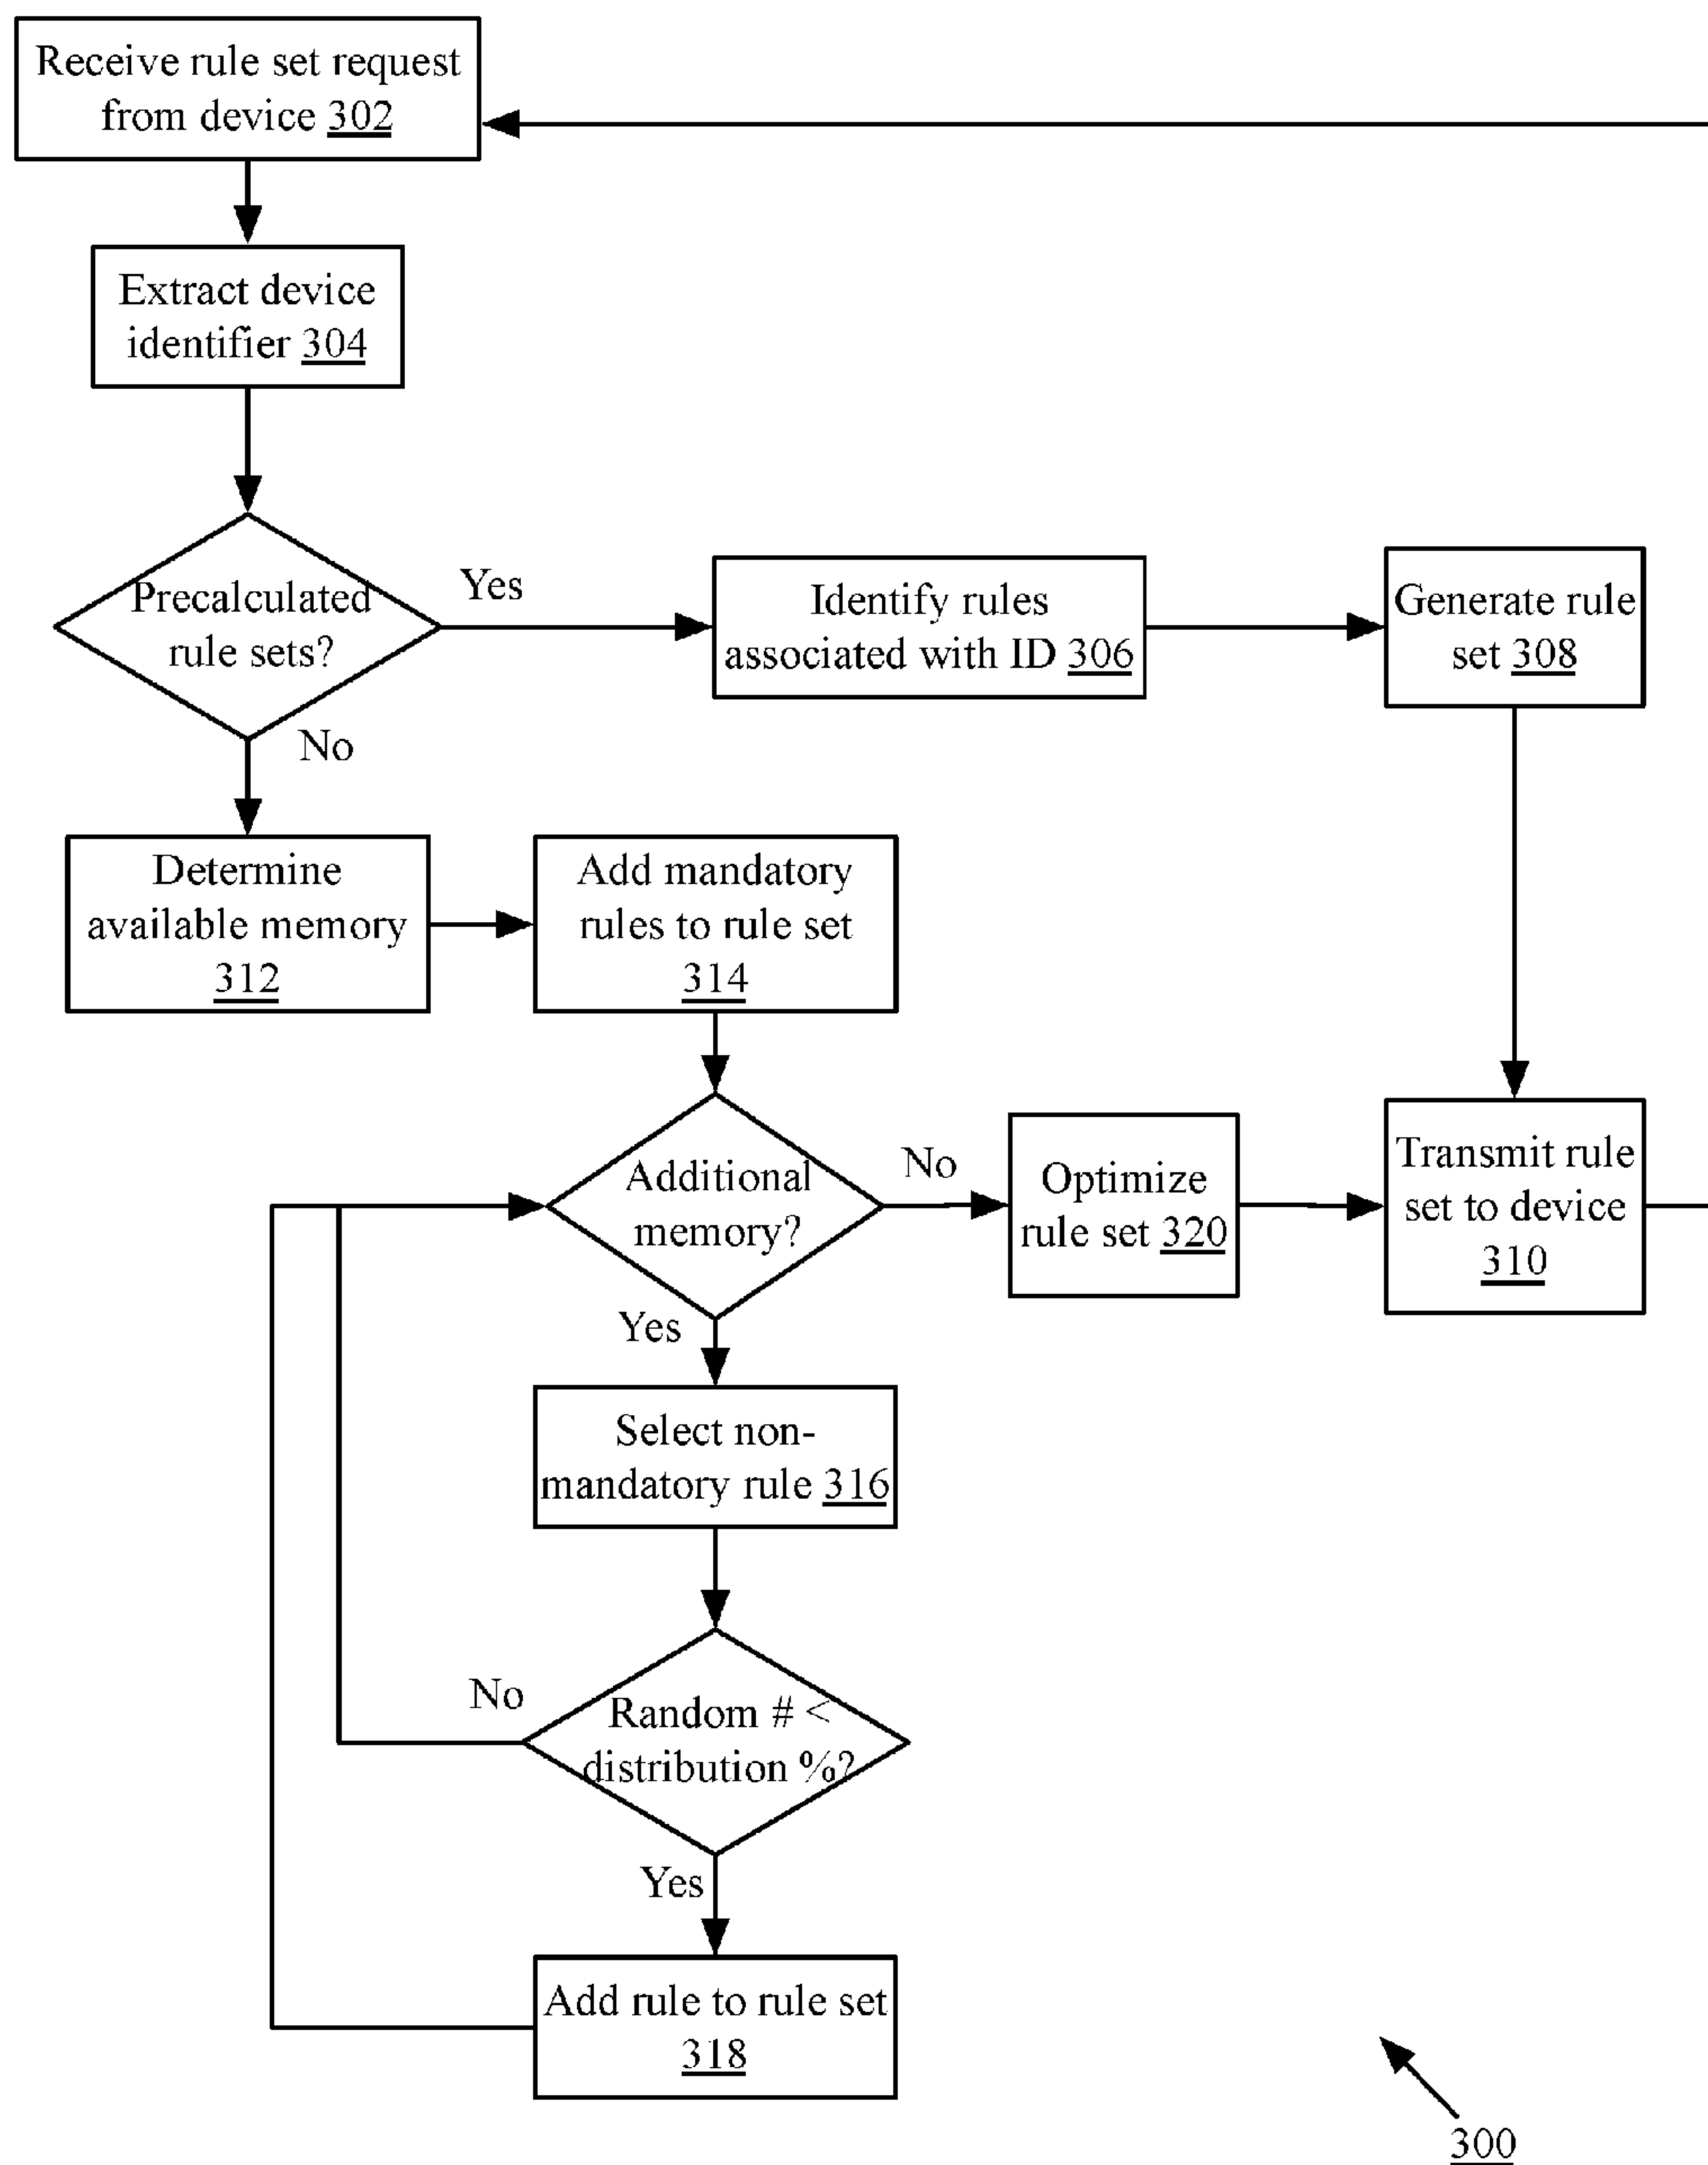 Receive rule set request
from device 302
Extract device
identifier 304
Precalculated
rule sets?
Yes
Identify rules
associated with ID 306
Generate rule
set 308
No
Determine
available memory
312
Add mandatory
rules to rule set
314
Additional
memory?
No
Optimize
rule set 320
Transmit rule
set to device
310
Yes
Select non-
mandatory rule 316
No
Random # <
distribution %?
Yes
Add rule to rule set
318
300